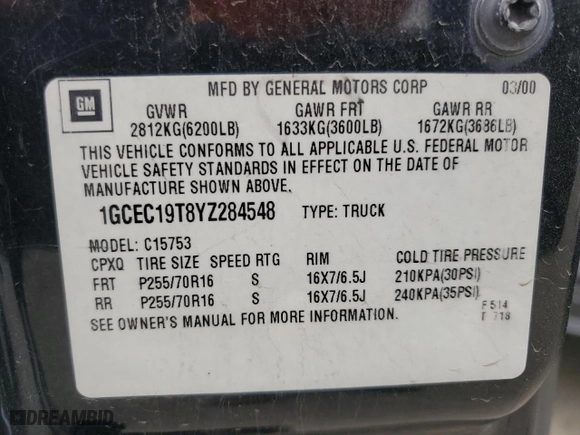 GM
MFD BY GENERAL MOTORS CORP 03/00
GVWR GAWR FRT GAWR RR
2812KG(6200LB) 1633KG(3600LB) 1672KG(3686LB)
THIS VEHICLE CONFORMS TO ALL APPLICABLE U.S. FEDERAL MOTOR
VEHICLE SAFETY STANDARDS IN EFFECT ON THE DATE OF
MANUFACTURE SHOWN ABOVE.
1GCEC19T8YZ284548 TYPE: TRUCK
MODEL: C15753
CPXQ TIRE SIZE SPEED RTG RIM COLD TIRE PRESSURE
FRT P255/70R16 S 16X7/6.5J 210KPA(30PSI)
RR P255/70R16 S 16X7/6.5J 240KPA(35PSI)
SEE OWNER'S MANUAL FOR MORE INFORMATION.
F514
DREAMBID